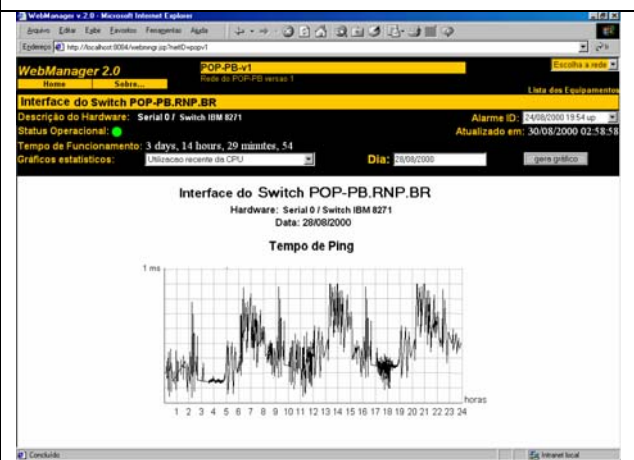 WebManager v.2.0 - Microsoft Internet Explorer
Arquivo Editar Exibir Favoritos Ferramentas Ajuda
Endereço http://localhost:8084/webmngr.jsp?netID=popv1
WebManager 2.0
POP-PB-v1
Escolha a rede
Rede do POP-PB versao 1
Home Sobre...
Lista dos Equipamentos
Interface do Switch POP-PB.RNP.BR
Descrição do Hardware: Serial 0 / Switch IBM 8271
Alarme ID: 24/08/2000 19:54 up
Status Operacional:
Atualizado em: 30/08/2000 02:58:58
Tempo de Funcionamento: 3 days, 14 hours, 29 minutes, 54
Gráficos estatísticos: Utilizacao recente da CPU
Dia: 28/08/2000
gera gráfico
Interface do Switch POP-PB.RNP.BR
Hardware: Serial 0 / Switch IBM 8271
Data: 28/08/2000
Tempo de Ping
1 ms
horas
1 2 3 4 5 6 7 8 9 10 11 12 13 14 15 16 17 18 19 20 21 22 23 24
Concluído
Intranet local